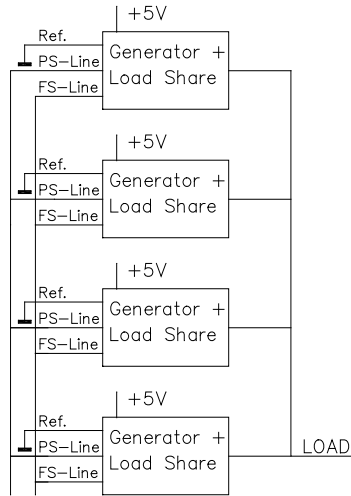 +5V
Ref.
PS-Line
FS-Line
Generator +
Load Share
+5V
Ref.
PS-Line
FS-Line
Generator +
Load Share
+5V
Ref.
PS-Line
FS-Line
Generator +
Load Share
+5V
Ref.
PS-Line
FS-Line
Generator +
Load Share
LOAD